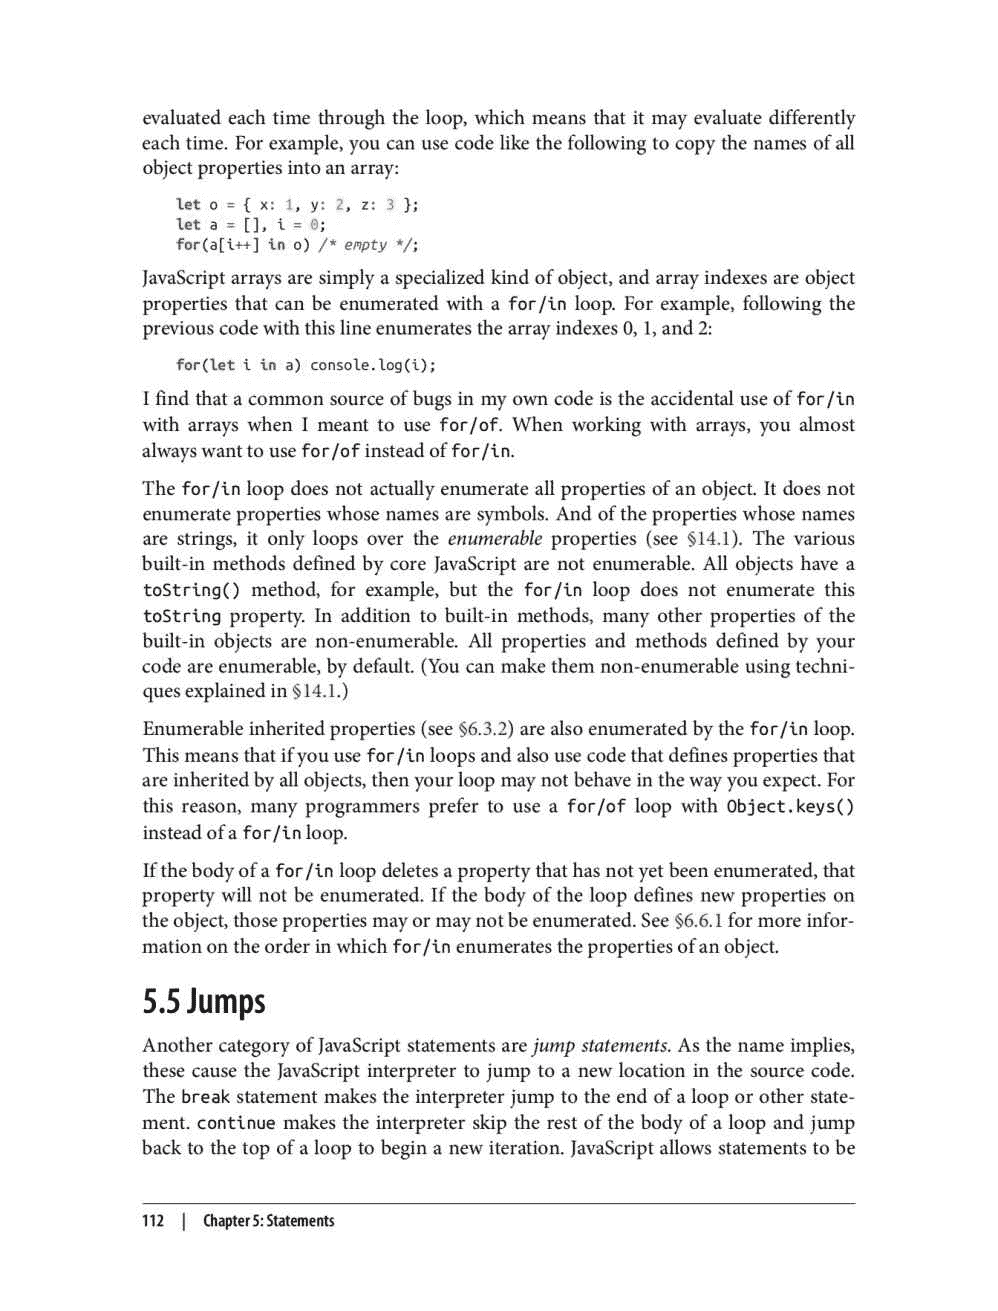 evaluated each time through the loop, which means that it may evaluate differently
each time. For example, you can use code like the following to copy the names of all
object properties into an array:
let o = { x: 1, y: 2, z: 3 };
let a = [], i = 0;
for(a[i++] in o) /* empty */;
JavaScript arrays are simply a specialized kind of object, and array indexes are object
properties that can be enumerated with a for/in loop. For example, following the
previous code with this line enumerates the array indexes 0, 1, and 2:
for(let i in a) console.log(i);
I find that a common source of bugs in my own code is the accidental use of for/in
with arrays when I meant to use for/of. When working with arrays, you almost
always want to use for/of instead of for/in.
The for/in loop does not actually enumerate all properties of an object. It does not
enumerate properties whose names are symbols. And of the properties whose names
are strings, it only loops over the enumerable properties (see §14.1). The various
built-in methods defined by core JavaScript are not enumerable. All objects have a
toString() method, for example, but the for/in loop does not enumerate this
toString property. In addition to built-in methods, many other properties of the
built-in objects are non-enumerable. All properties and methods defined by your
code are enumerable, by default. (You can make them non-enumerable using techni-
ques explained in §14.1.)
Enumerable inherited properties (see §6.3.2) are also enumerated by the for/in loop.
This means that if you use for/in loops and also use code that defines properties that
are inherited by all objects, then your loop may not behave in the way you expect. For
this reason, many programmers prefer to use a for/of loop with Object.keys()
instead of a for/in loop.
If the body of a for/in loop deletes a property that has not yet been enumerated, that
property will not be enumerated. If the body of the loop defines new properties on
the object, those properties may or may not be enumerated. See §6.6.1 for more infor-
mation on the order in which for/in enumerates the properties of an object.
5.5 Jumps
Another category of JavaScript statements are jump statements. As the name implies,
these cause the JavaScript interpreter to jump to a new location in the source code.
The break statement makes the interpreter jump to the end of a loop or other state-
ment. continue makes the interpreter skip the rest of the body of a loop and jump
back to the top of a loop to begin a new iteration. JavaScript allows statements to be
112 | Chapter 5: Statements